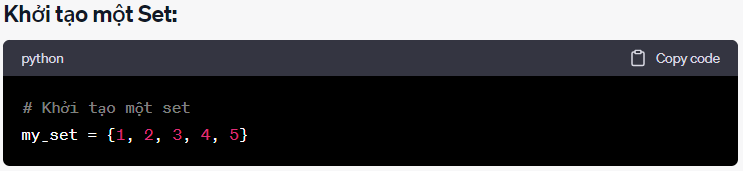 Khởi tạo một Set:
python Copy code
# Khởi tạo một set
my_set = {1, 2, 3, 4, 5}